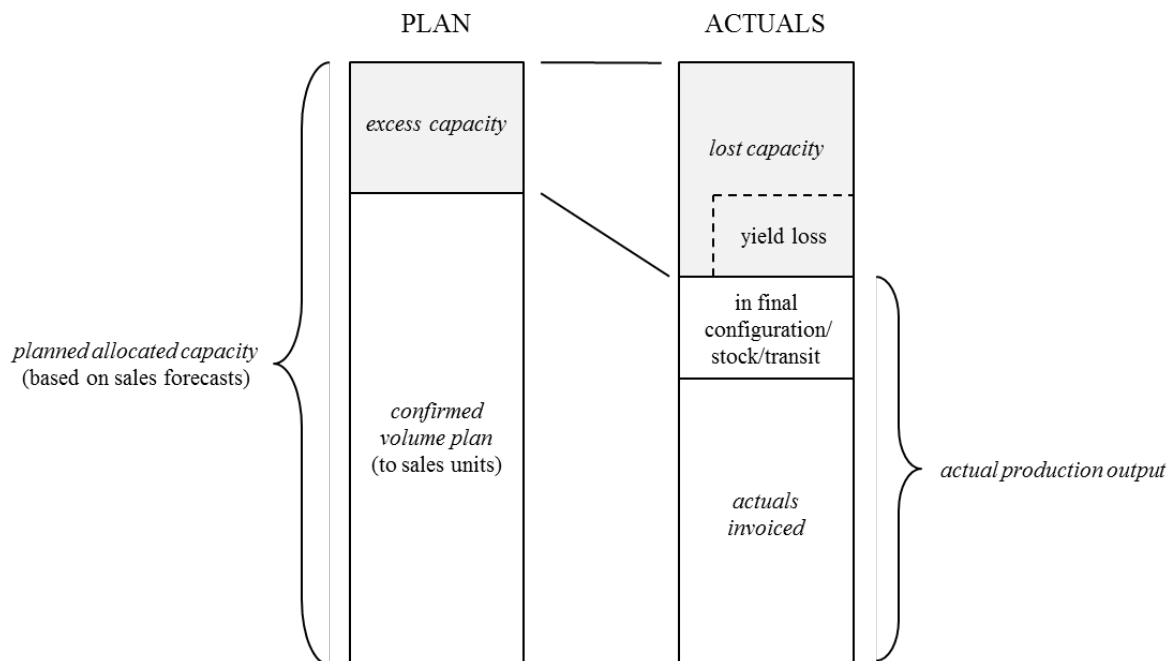 PLAN
ACTUALS
excess capacity
lost capacity
yield loss
in final
configuration/
stock/transit
planned allocated capacity
(based on sales forecasts)
confirmed
volume plan
(to sales units)
actuals
invoiced
actual production output